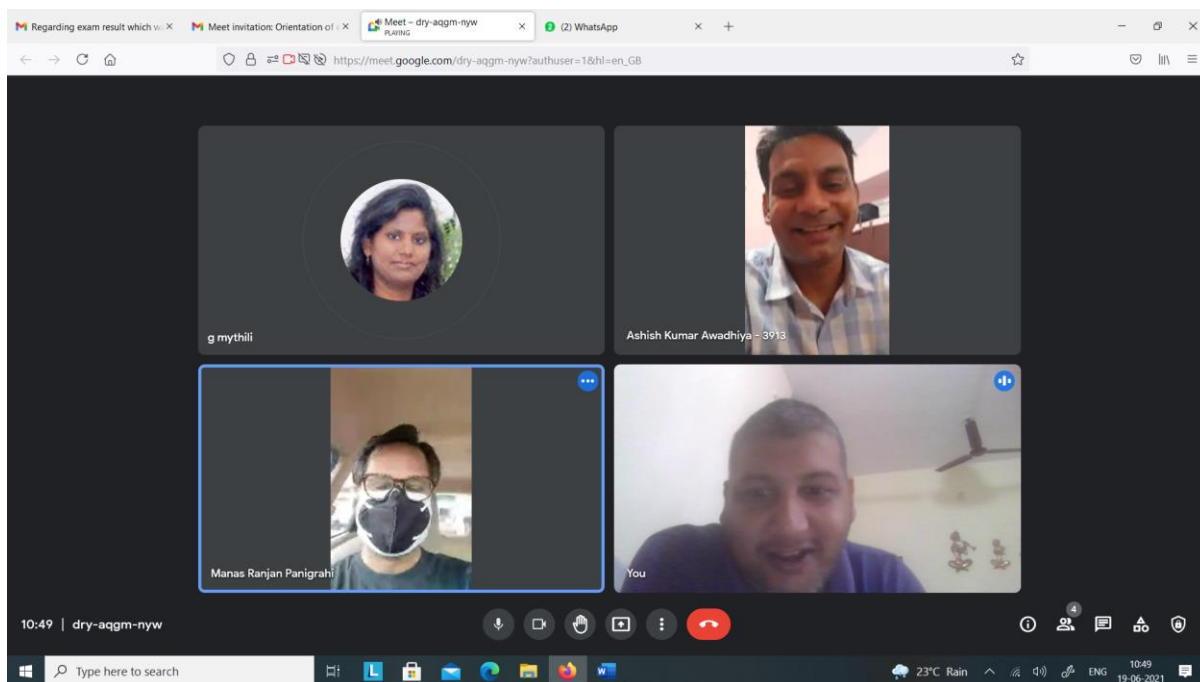 Regarding exam result which w
Meet invitation: Orientation of
Meet – dry-aqgm-nyw
PLAYING
(2) WhatsApp
https://meet.google.com/dry-aqgm-nyw?authuser=1&hl=en_GB
g mythili
Ashish Kumar Awadhiya - 3913
Manas Ranjan Panigrahi
You
10:49 | dry-aqgm-nyw
4
Type here to search
L
W
23°C Rain
ENG
10:49
19-06-2021